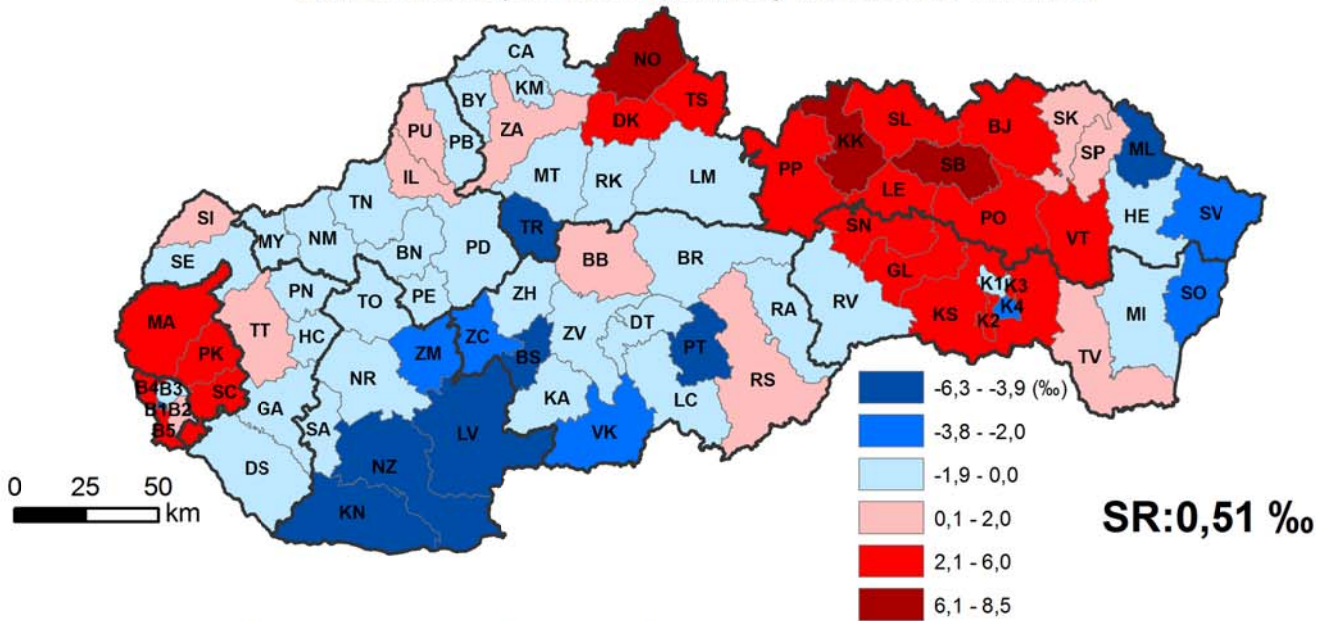 CA
NO
KM
BY
TS
PU
PB
ZA
DK
SL
BJ
SK
KK
SP
ML
PP
SB
IL
MT
RK
LM
LE
PO
HE
SV
TN
SI
TR
SN
VT
MY
NM
BN
PD
BB
BR
SE
GL
PN
TO
PE
ZH
RA
RV
K1
K3
SO
MA
TT
HC
ZV
DT
KS
K4
MI
PK
ZM
ZC
BS
PT
K2
TV
B4
B3
SC
NR
RS
B1
B2
GA
KA
LC
B5
SA
LV
VK
DS
NZ
KN
0 25 50
km
-6,3 - -3,9 (‰)
-3,8 - -2,0
-1,9 - 0,0
0,1 - 2,0
2,1 - 6,0
6,1 - 8,5
SR:0,51 ‰